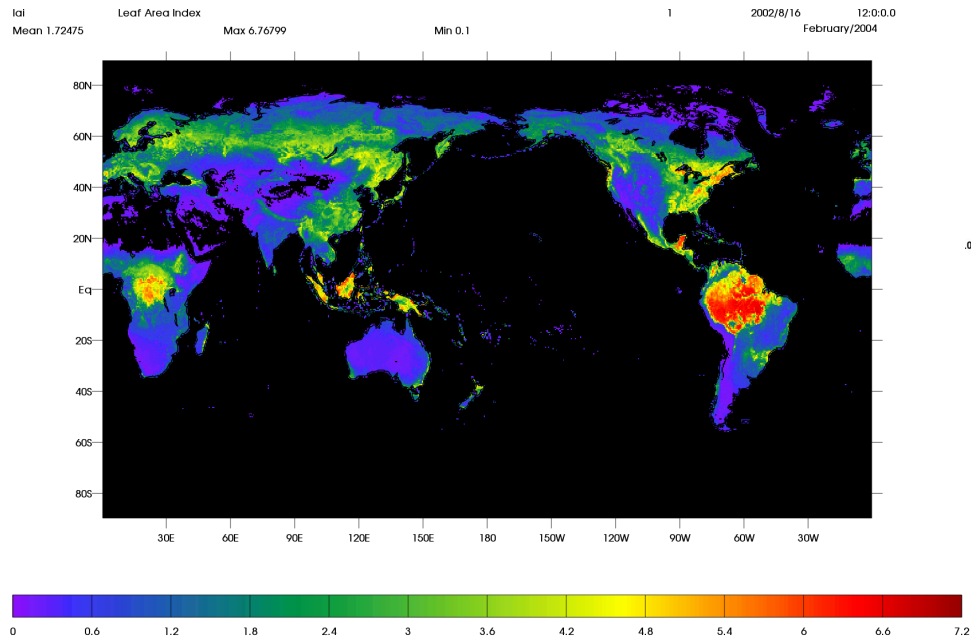 lai Leaf Area Index 1 2002/8/16 12:0:0.0
Mean 1.72475 Max 6.76799 Min 0.1 February/2004
80N
60N
40N
20N
.0
Eq
20S
40S
60S
80S
30E 60E 90E 120E 150E 180 150W 120W 90W 60W 30W
0 0.6 1.2 1.8 2.4 3 3.6 4.2 4.8 5.4 6 6.6 7.2